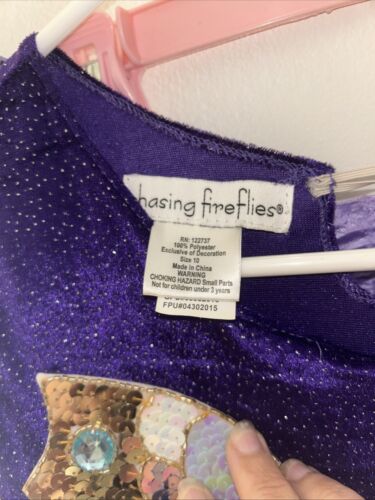 hasing fireflies®
RN: 122737
100% Polyester
Exclusive of Decoration
Size 10
Made in China
WARNING
CHOKING HAZARD Small Parts
Not for children under 3 years
FPU#04302015